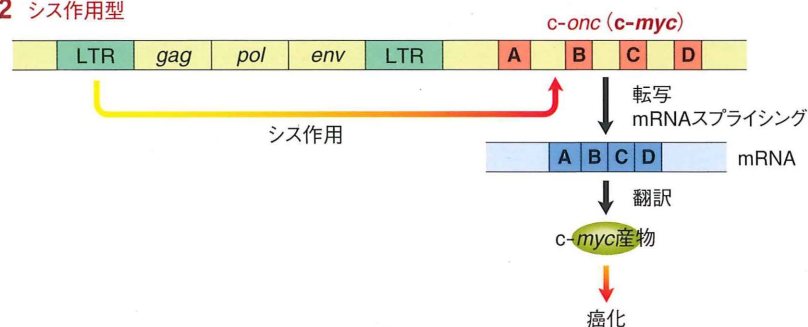 2 シス作用型
c-onc（c-myc）
LTR gag pol env LTR A B C D
転写
mRNAスプライシング
シス作用
A B C D mRNA
翻訳
c-myc産物
癌化